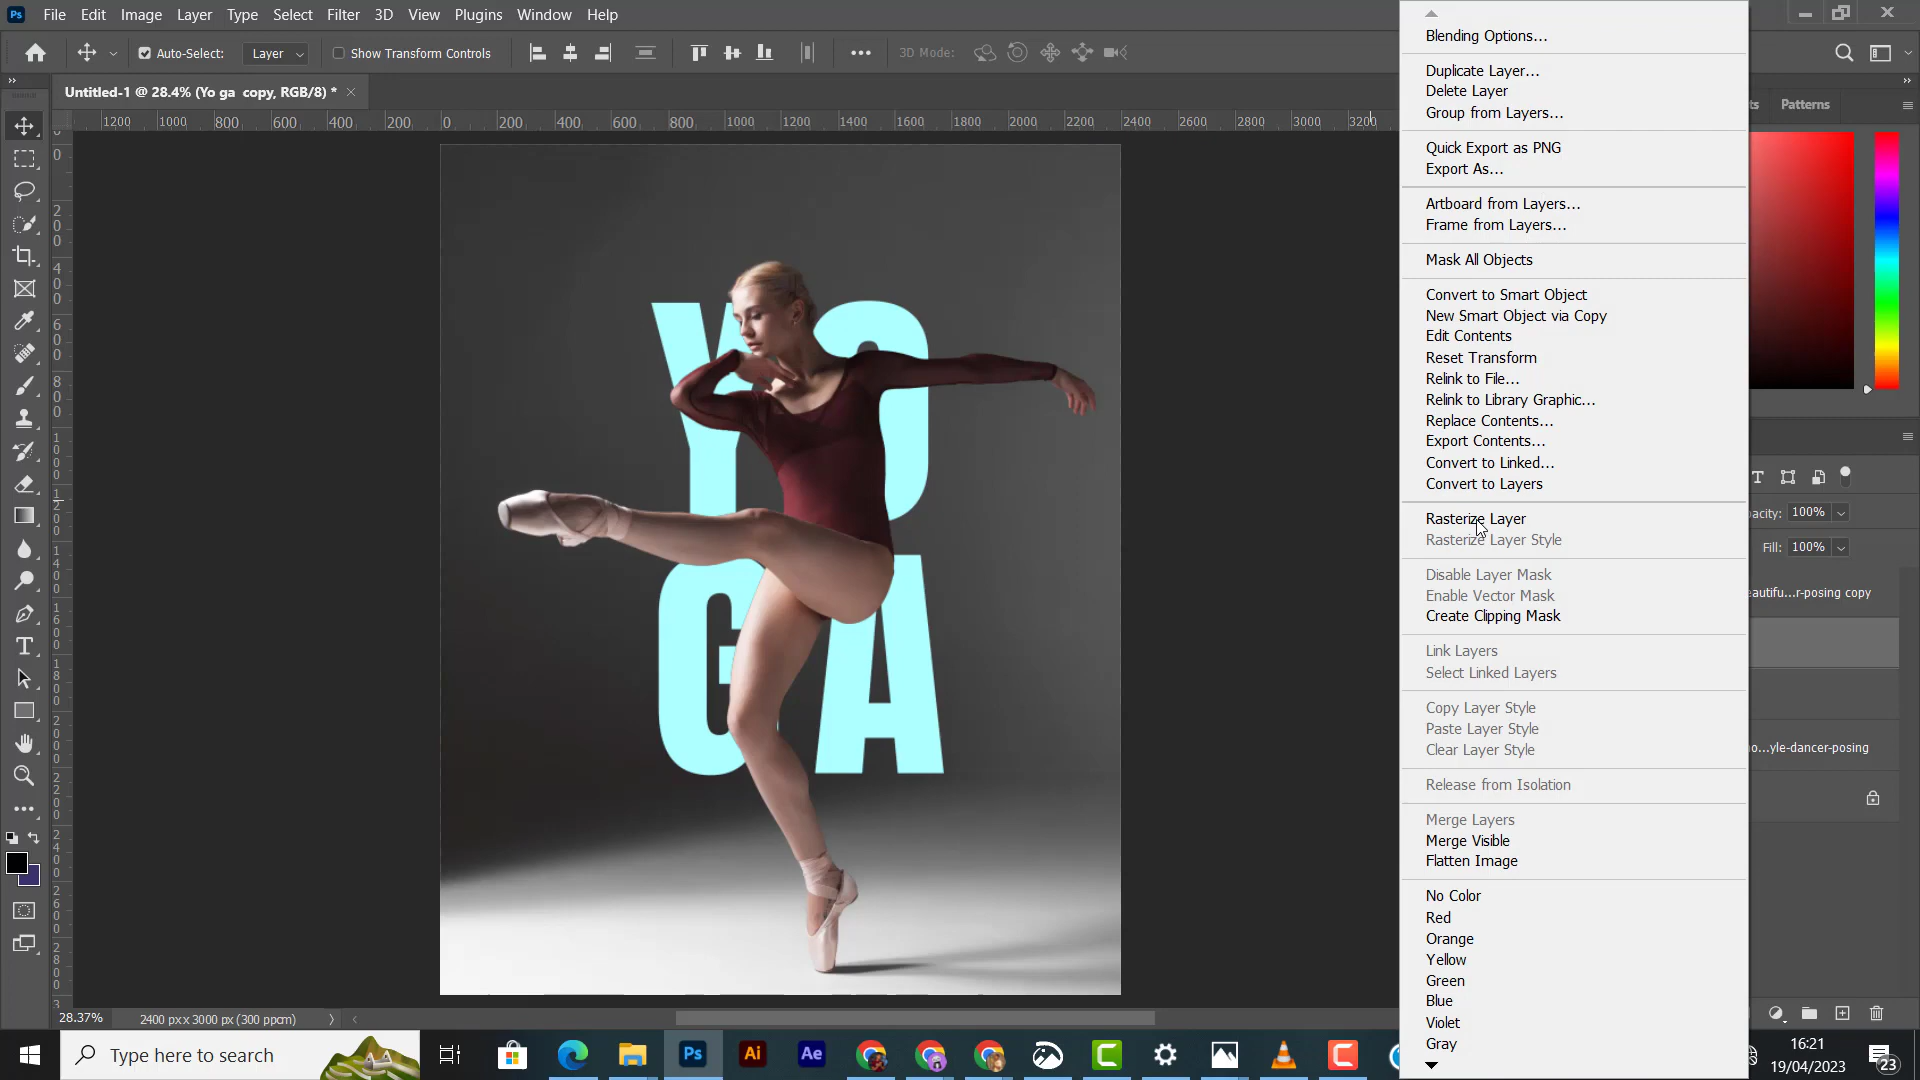 Ps File Edit Image Layer Type Select Filter 3D View Plugins Window Help
Auto-Select: Layer Show Transform Controls 3D Mode:
Untitled-1 @ 28.4% (Yo ga copy, RGB/8) *
1200 1000 800 600 400 200 0 200 400 600 800 1000 1200 1400 1600 1800 2000 2200 2400 2600 2800 3000 3200
YO
GA
Blending Options...
Duplicate Layer...
Delete Layer
Group from Layers...
Quick Export as PNG
Export As...
Artboard from Layers...
Frame from Layers...
Mask All Objects
Convert to Smart Object
New Smart Object via Copy
Edit Contents
Reset Transform
Relink to File...
Relink to Library Graphic...
Replace Contents...
Export Contents...
Convert to Linked...
Convert to Layers
Rasterize Layer
Rasterize Layer Style
Disable Layer Mask
Enable Vector Mask
Create Clipping Mask
Link Layers
Select Linked Layers
Copy Layer Style
Paste Layer Style
Clear Layer Style
Release from Isolation
Merge Layers
Merge Visible
Flatten Image
No Color
Red
Orange
Yellow
Green
Blue
Violet
Gray
ts Patterns
pacity: 100%
Fill: 100%
eautifu...r-posing copy
o...yle-dancer-posing
28.37% 2400 px x 3000 px (300 ppcm)
Type here to search
Ps Ai Ae
16:21
19/04/2023
23